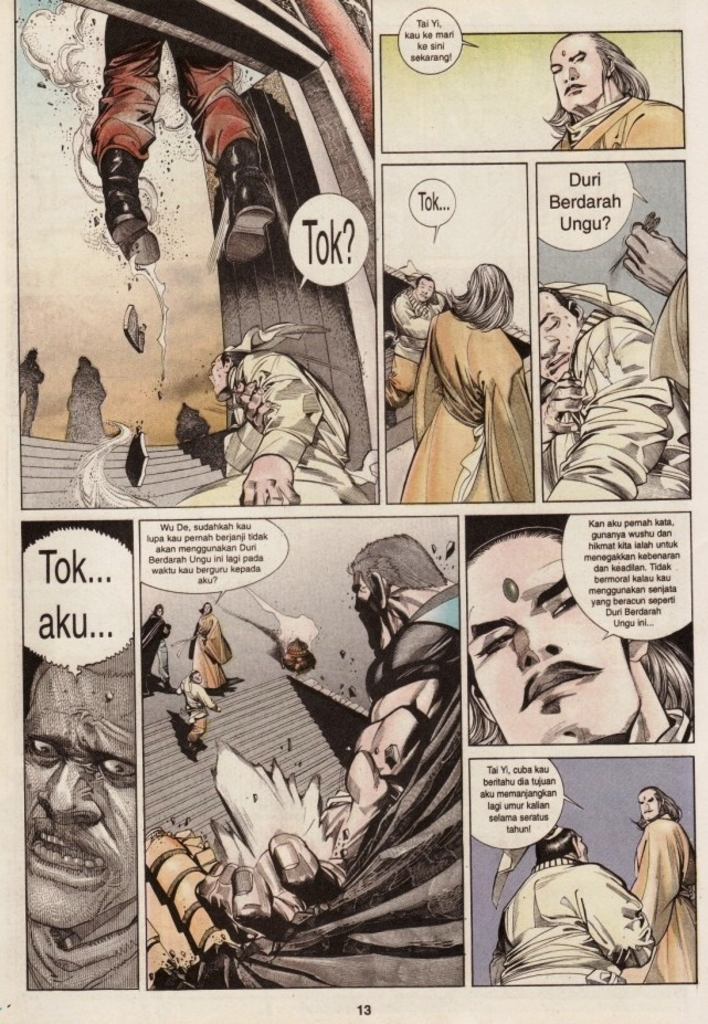 Tok?
Tai Yi,
kau ke mari
ke sini
sekarang!
Tok...
Duri
Berdarah
Ungu?
Tok...
aku...
Wu De, sudahkah kau
lupa kau pernah berjanji tidak
akan menggunakan Duri
Berdarah Ungu ini lagi pada
waktu kau berguru kepada
aku?
Kan aku pernah kata,
gunanya wushu dan
hikmat kita ialah untuk
menegakkan kebenaran
dan keadilan. Tidak
bermoral kalau kau
menggunakan senjata
yang beracun seperti
Duri Berdarah
Ungu ini...
Tai Yi, cuba kau
beritahu dia tujuan
aku memanjangkan
lagi umur kalian
selama seratus
tahun!
13